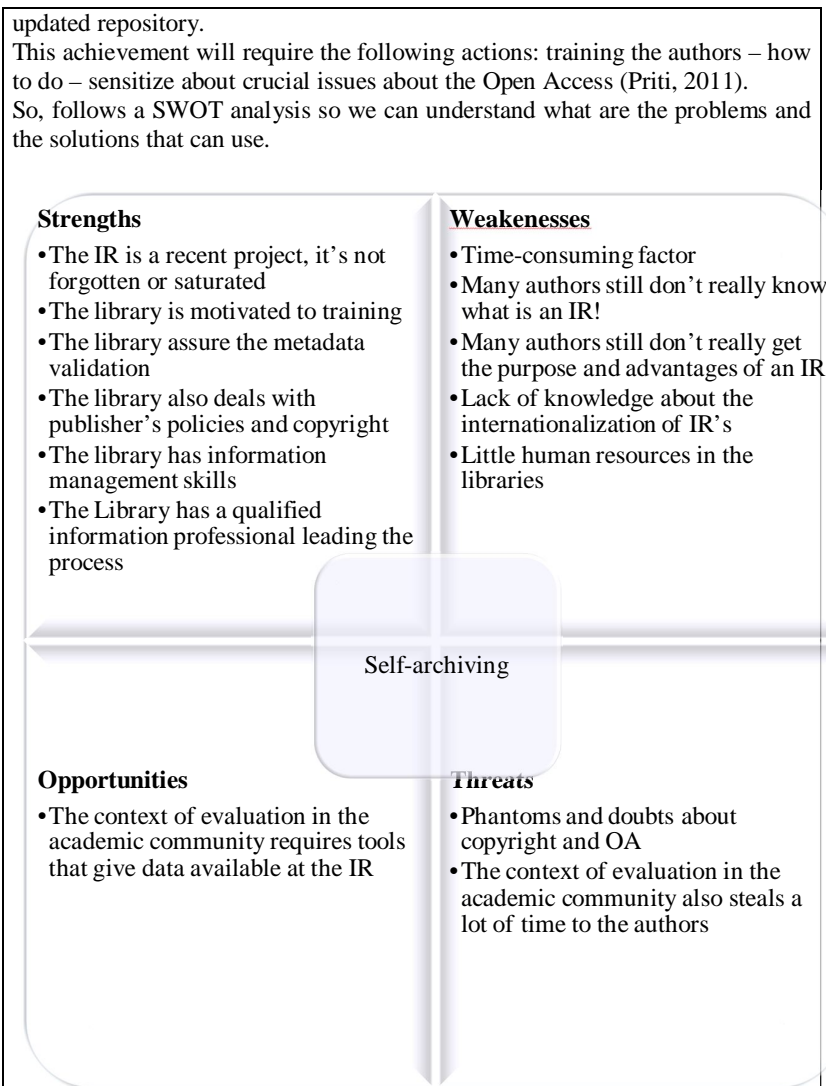 updated repository.
This achievement will require the following actions: training the authors – how
to do – sensitize about crucial issues about the Open Access (Priti, 2011).
So, follows a SWOT analysis so we can understand what are the problems and
the solutions that can use.
Strengths
•The IR is a recent project, it's not
forgotten or saturated
•The library is motivated to training
•The library assure the metadata
validation
•The library also deals with
publisher's policies and copyright
•The library has information
management skills
•The Library has a qualified
information professional leading the
process
Weakenesses
•Time-consuming factor
•Many authors still don't really know
what is an IR!
•Many authors still don't really get
the purpose and advantages of an IR
•Lack of knowledge about the
internationalization of IR's
•Little human resources in the
libraries
Self-archiving
Opportunities
•The context of evaluation in the
academic community requires tools
that give data available at the IR
Threats
•Phantoms and doubts about
copyright and OA
•The context of evaluation in the
academic community also steals a
lot of time to the authors